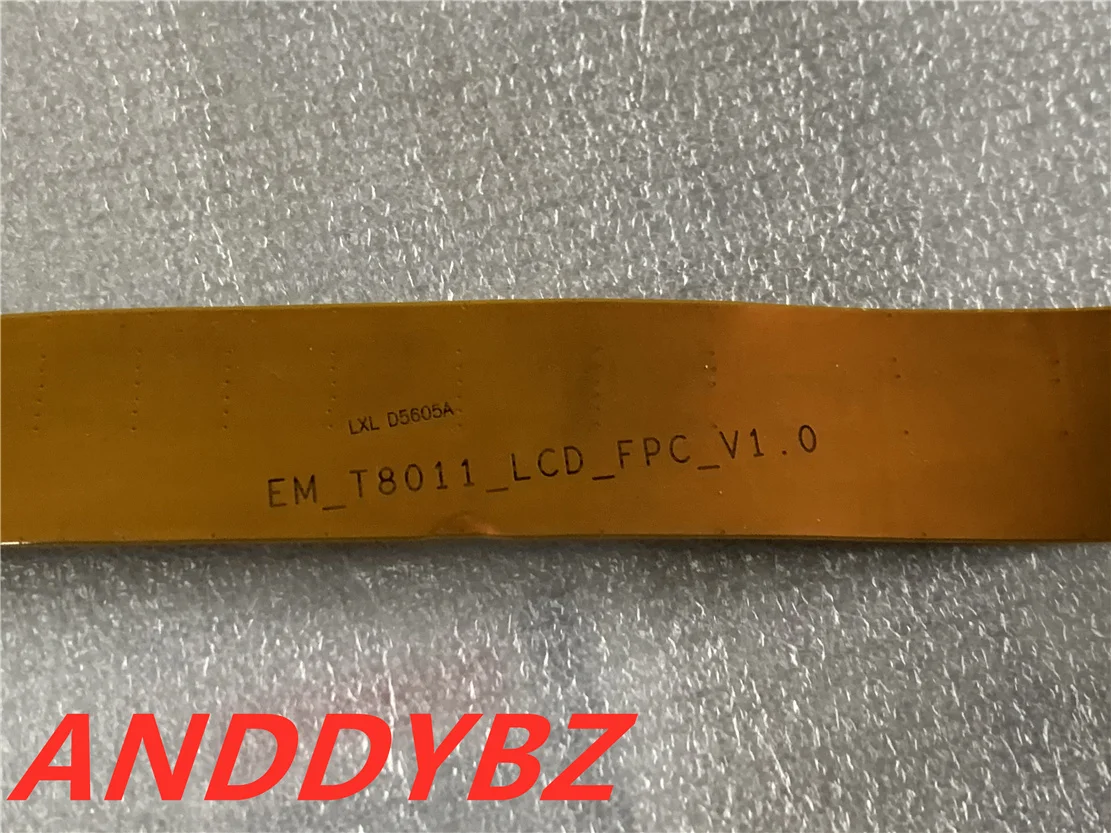 LXL D5605A
EM_T8011_LCD_FPC_V1.0
ANDDYBZ